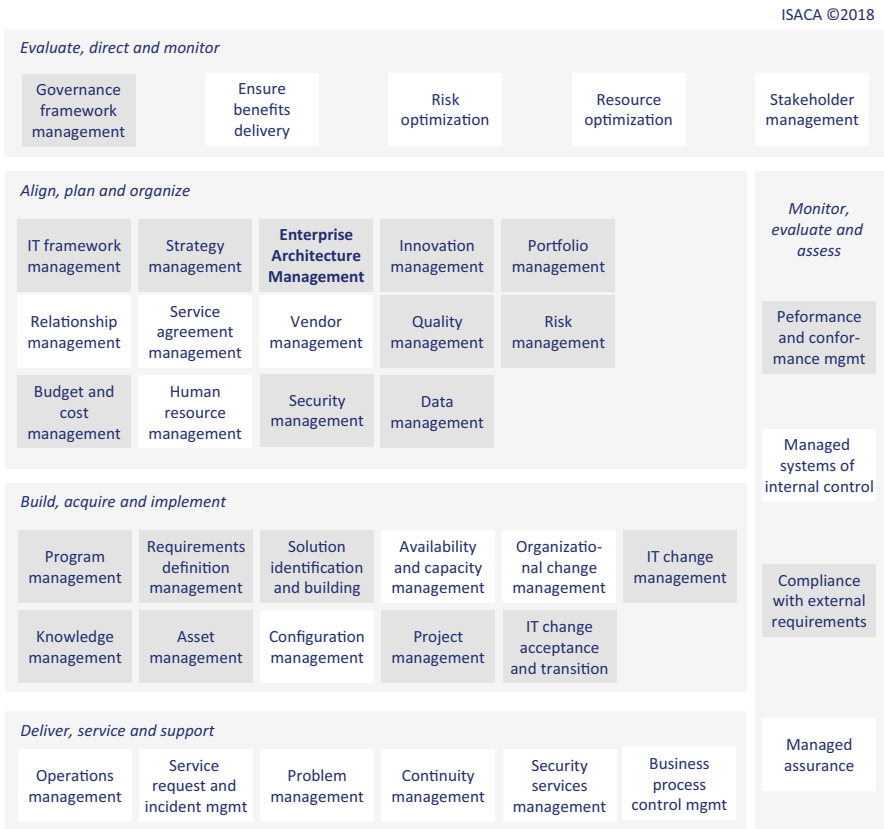 ISACA ©2018
Evaluate, direct and monitor
Governance
framework
management
Ensure
benefits
delivery
Risk
optimization
Resource
optimization
Stakeholder
management
Align, plan and organize
IT framework
management
Strategy
management
Enterprise
Architecture
Management
Innovation
management
Portfolio
management
Relationship
management
Service
agreement
management
Vendor
management
Quality
management
Risk
management
Budget and
cost
management
Human
resource
management
Security
management
Data
management
Monitor,
evaluate and
assess
Peformance
and confor-
mance mgmt
Managed
systems of
internal control
Compliance
with external
requirements
Managed
assurance
Build, acquire and implement
Program
management
Requirements
definition
management
Solution
identification
and building
Availability
and capacity
management
Organizatio-
nal change
management
IT change
management
Knowledge
management
Asset
management
Configuration
management
Project
management
IT change
acceptance
and transition
Deliver, service and support
Operations
management
Service
request and
incident mgmt
Problem
management
Continuity
management
Security
services
management
Business
process
control mgmt